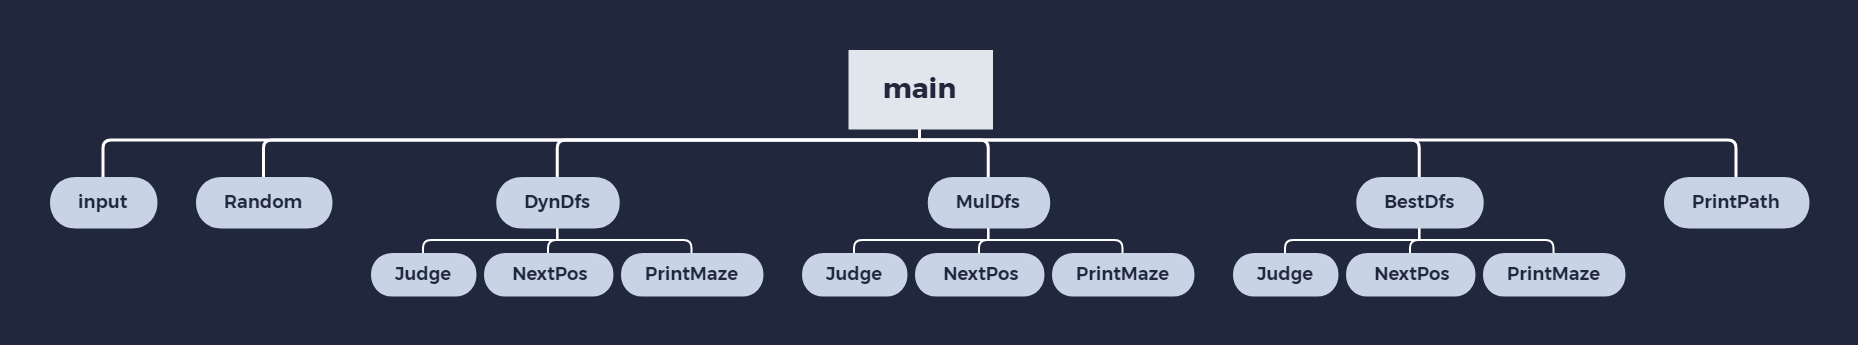 main
input
Random
DynDfs
MulDfs
BestDfs
PrintPath
Judge
NextPos
PrintMaze
Judge
NextPos
PrintMaze
Judge
NextPos
PrintMaze